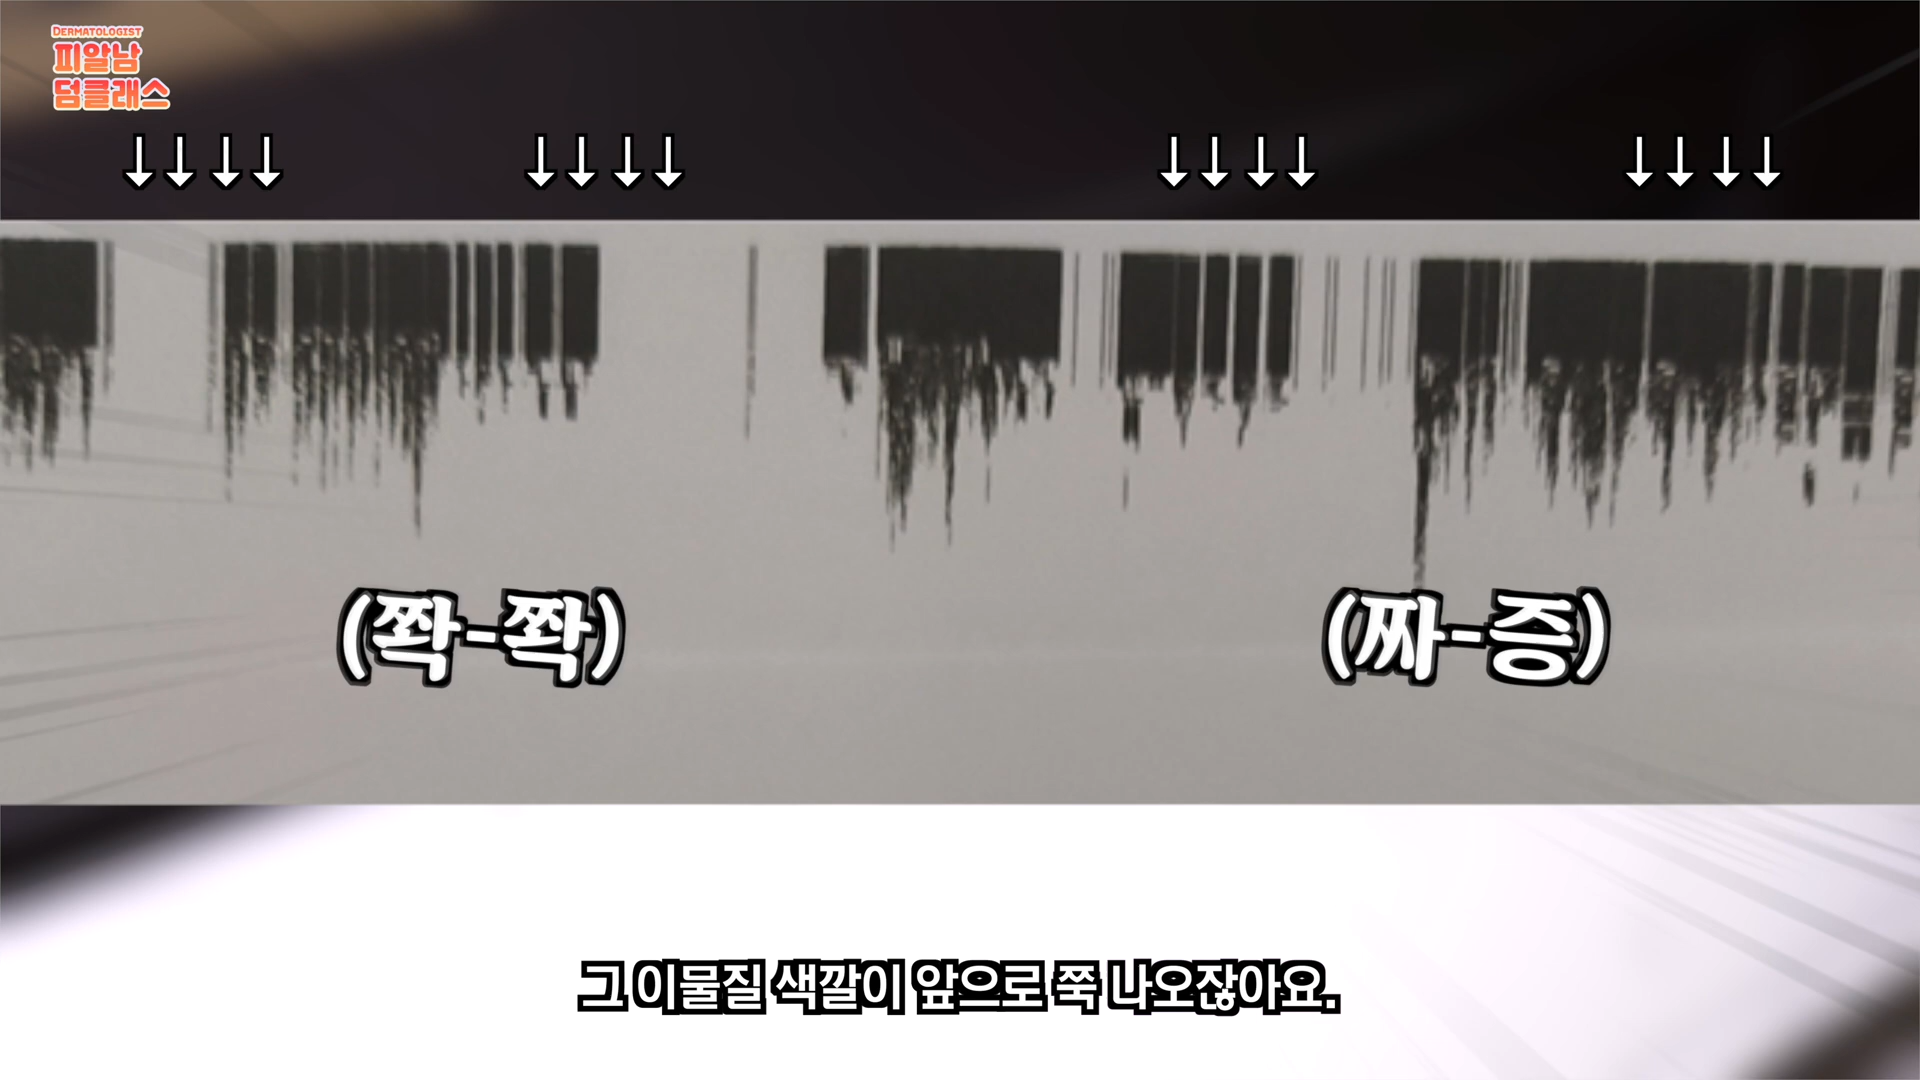 DERMATOLOGIST
피알남
덤클래스
↓↓↓↓ ↓↓↓↓ ↓↓↓↓ ↓↓↓↓
(쫙-쫙) (짜-증)
그 이물질 색깔이 앞으로 쭉 나오잖아요.